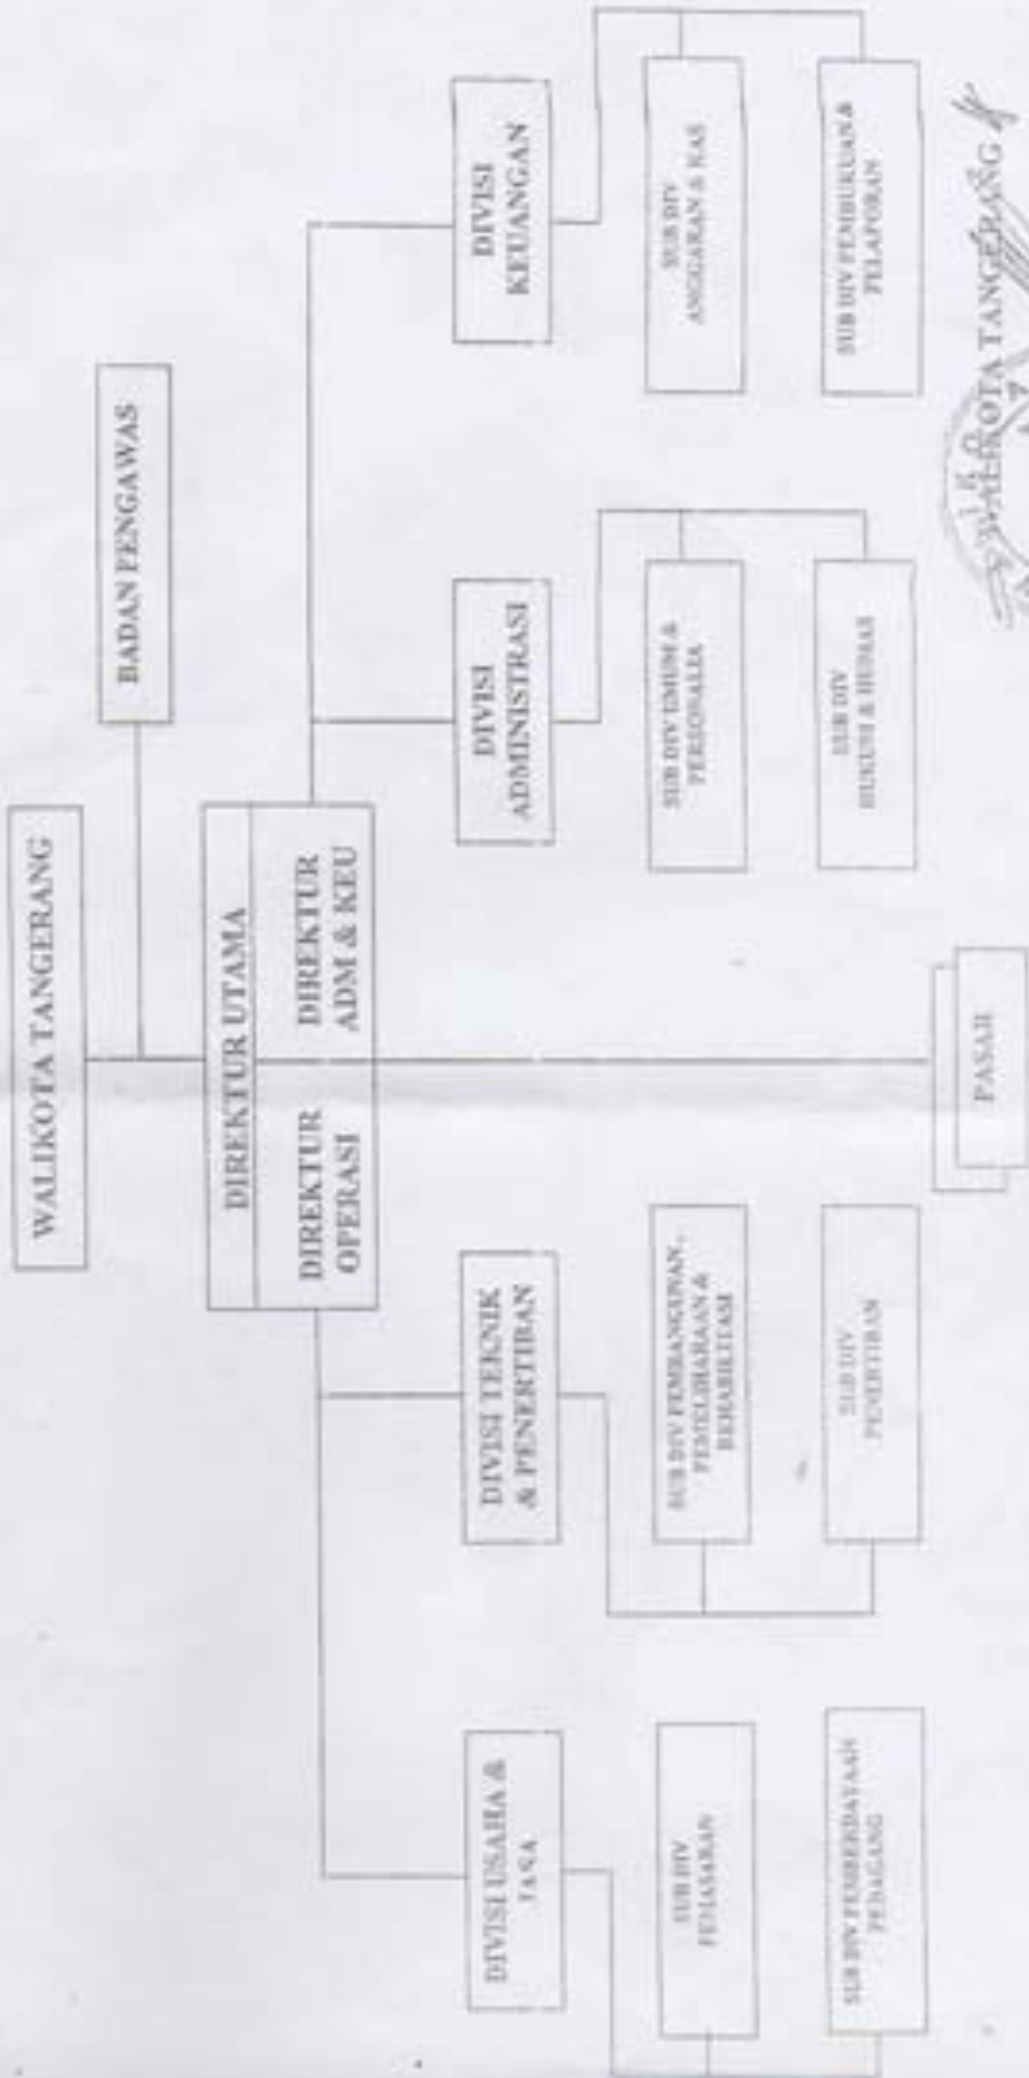 WALIKOTA TANGERANG
BADAN PENGAWAS
DIREKTUR UTAMA
DIREKTUR
OPERASI
DIREKTUR
ADM & KEU
DIVISI USAHA &
JASA
DIVISI TEKNIK
& PENERTIBAN
DIVISI
ADMINISTRASI
DIVISI
KEUANGAN
SUB DIV
PEMASARAN
SUB DIV PEMBANGUNAN,
PEMELIHARAAN &
REHABILITASI
SUB DIV UMUM &
PERSONALIA
SUB DIV
ANGGARAN & KAS
SUB DIV PEMBERDAYAAN
PEDAGANG
SUB DIV
PENERTIBAN
SUB DIV
HUKUM & HUMAS
SUB DIV PEMBUKUAN &
PELAPORAN
PASAR
WALIKOTA TANGERANG